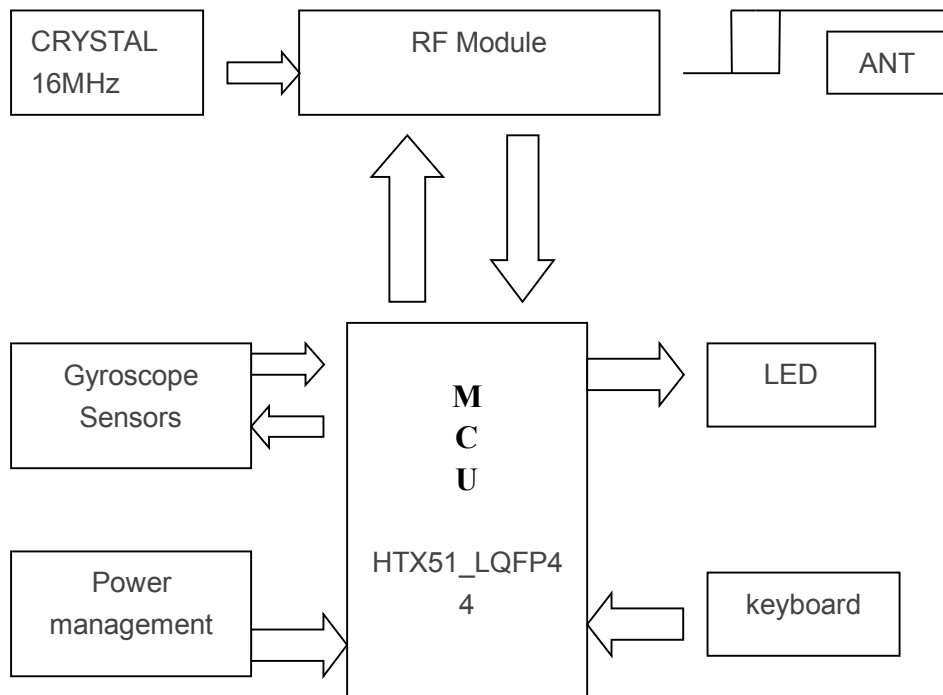 CRYSTAL
16MHz
RF Module
ANT
Gyroscope
Sensors
M
C
U
HTX51_LQFP4
4
LED
Power
management
keyboard